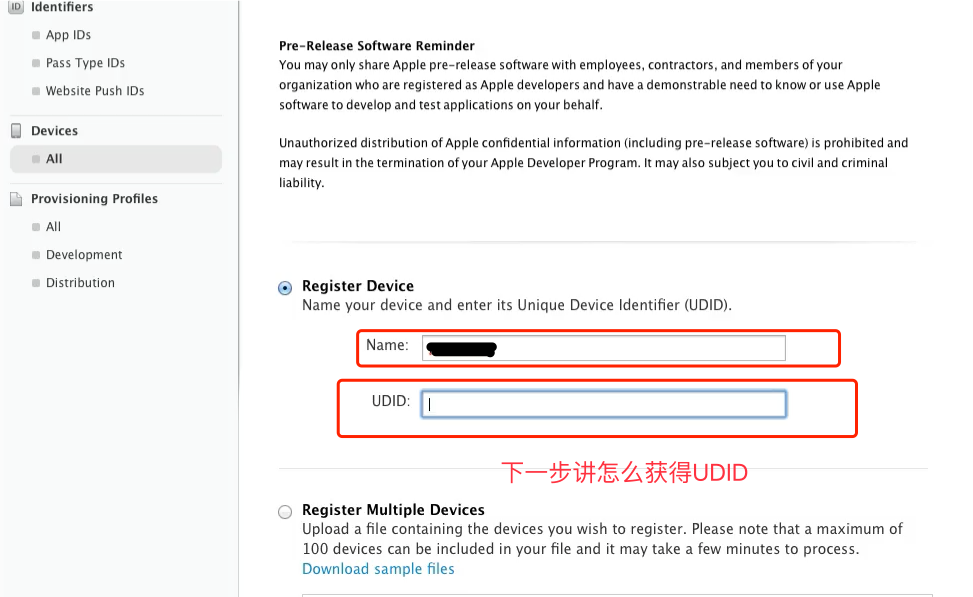 ID Identifiers
App IDs
Pass Type IDs
Website Push IDs
Devices
All
Provisioning Profiles
All
Development
Distribution
Pre-Release Software Reminder
You may only share Apple pre-release software with employees, contractors, and members of your
organization who are registered as Apple developers and have a demonstrable need to know or use Apple
software to develop and test applications on your behalf.
Unauthorized distribution of Apple confidential information (including pre-release software) is prohibited and
may result in the termination of your Apple Developer Program. It may also subject you to civil and criminal
liability.
Register Device
Name your device and enter its Unique Device Identifier (UDID).
Name:
UDID:
下一步讲怎么获得UDID
Register Multiple Devices
Upload a file containing the devices you wish to register. Please note that a maximum of
100 devices can be included in your file and it may take a few minutes to process.
Download sample files